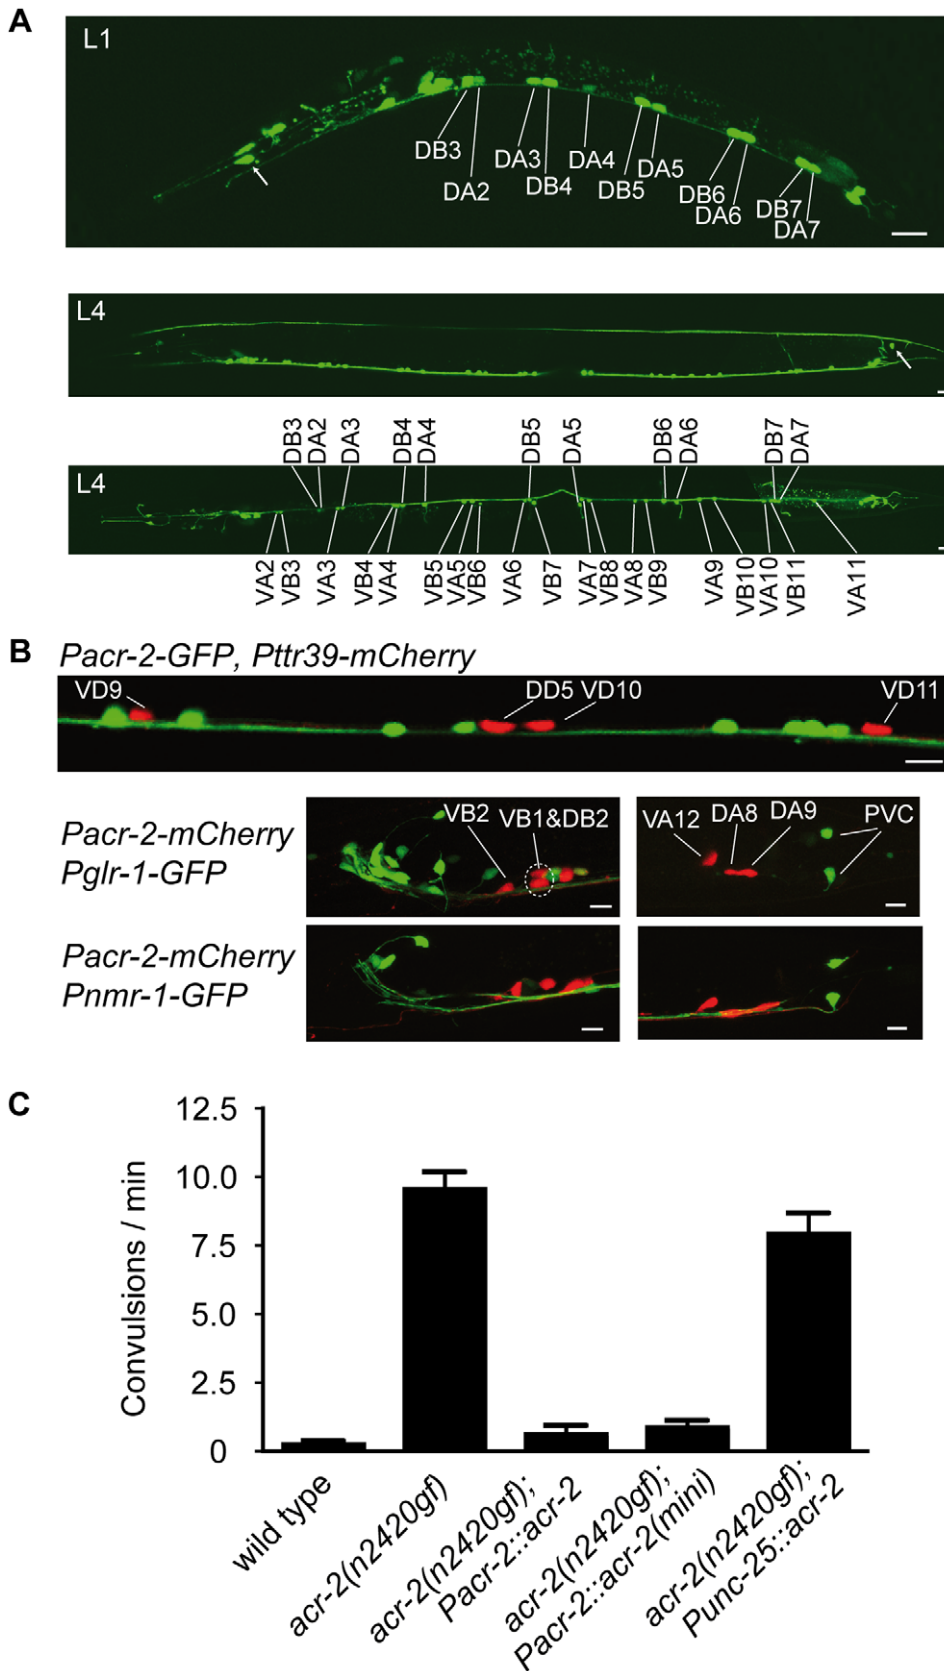 A
L1
DB3
DA2
DA3
DB4
DA4
DB5
DA5
DB6
DA6
DB7
DA7
L4
DB3
DA2
DA3
DB4
DA4
DB5
DA5
DB6
DA6
DB7
DA7
L4
VA2
VB3
VA3
VB4
VA4
VB5
VA5
VB6
VA6
VB7
VA7
VB8
VA8
VB9
VA9
VB10
VA10
VB11
VA11
B
Pacr-2-GFP, Pttr39-mCherry
VD9
DD5 VD10
VD11
Pacr-2-mCherry
Pglr-1-GFP
VB2
VB1&DB2
VA12
DA8
DA9
PVC
Pacr-2-mCherry
Pnmr-1-GFP
C
Convulsions / min
12.5
10.0
7.5
5.0
2.5
0
wild type
acr-2(n2420gf)
acr-2(n2420gf);
Pacr-2::acr-2
acr-2(n2420gf);
Pacr-2::acr-2(mini)
acr-2(n2420gf);
Punc-25::acr-2